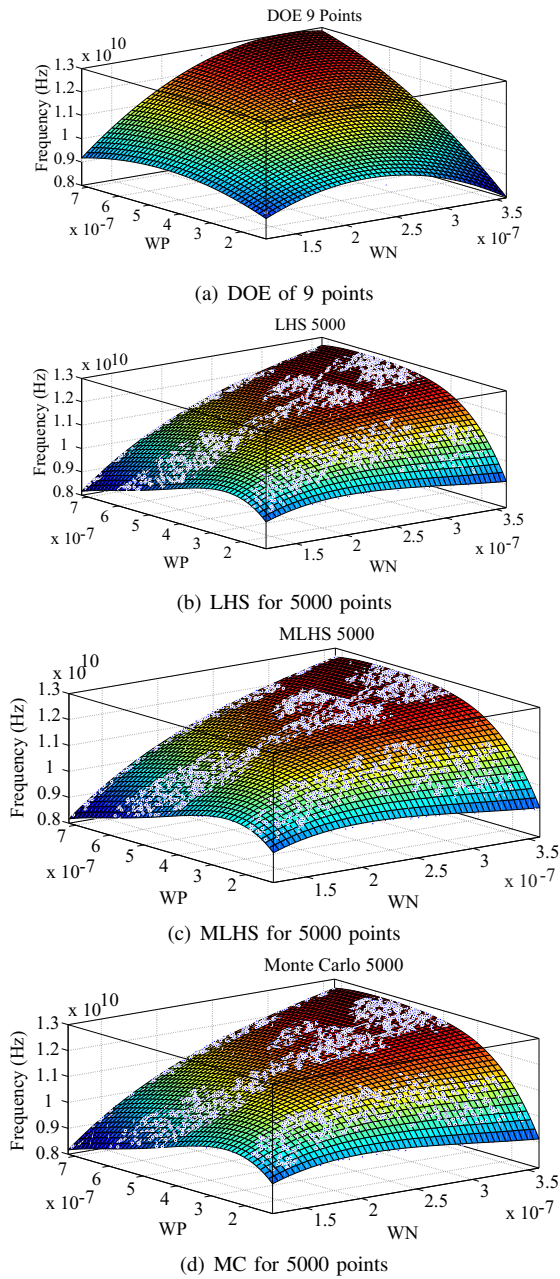 DOE 9 Points
x 10^10
1.3
1.2
1.1
1
0.9
0.8
Frequency (Hz)
7
6
5
4
3
2
x 10^-7
WP
1.5
2
2.5
3
3.5
x 10^-7
WN
(a) DOE of 9 points
LHS 5000
x 10^10
1.3
1.2
1.1
1
0.9
0.8
Frequency (Hz)
7
6
5
4
3
2
x 10^-7
WP
1.5
2
2.5
3
3.5
x 10^-7
WN
(b) LHS for 5000 points
MLHS 5000
x 10^10
1.3
1.2
1.1
1
0.9
0.8
Frequency (Hz)
7
6
5
4
3
2
x 10^-7
WP
1.5
2
2.5
3
3.5
x 10^-7
WN
(c) MLHS for 5000 points
Monte Carlo 5000
x 10^10
1.3
1.2
1.1
1
0.9
0.8
Frequency (Hz)
7
6
5
4
3
2
x 10^-7
WP
1.5
2
2.5
3
3.5
x 10^-7
WN
(d) MC for 5000 points